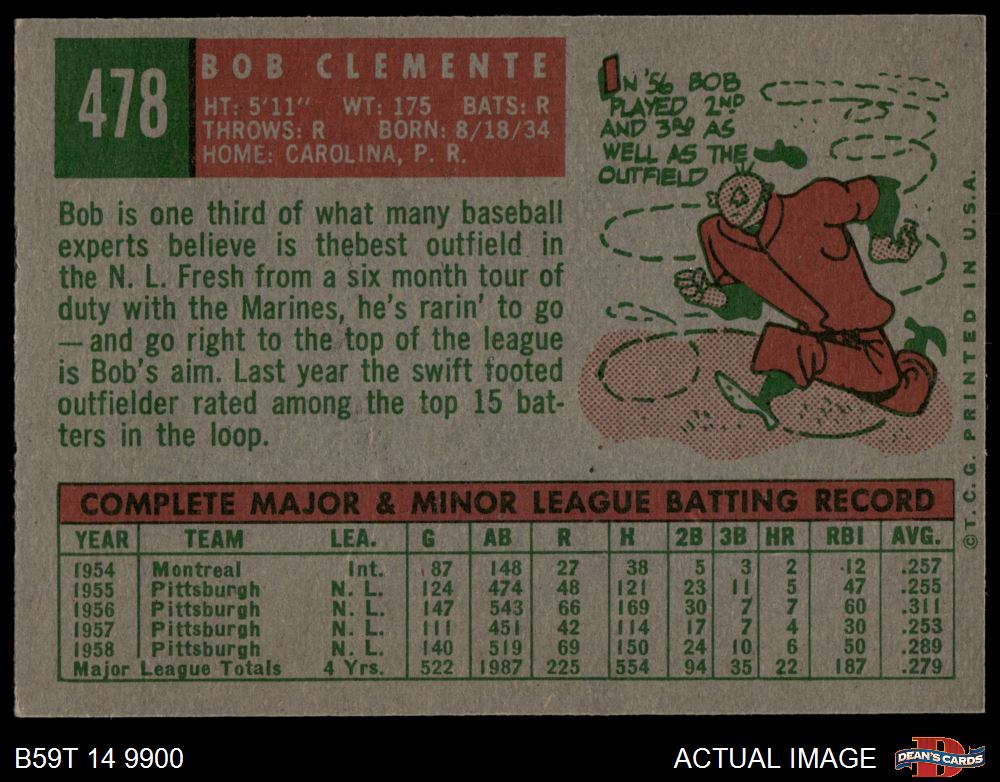 478
BOB CLEMENTE
HT: 5'11" WT: 175 BATS: R
THROWS: R BORN: 8/18/34
HOME: CAROLINA, P. R.
IN '56 BOB
PLAYED 2ND
AND 3RD AS
WELL AS THE
OUTFIELD
Bob is one third of what many baseball
experts believe is thebest outfield in
the N. L. Fresh from a six month tour of
duty with the Marines, he's rarin' to go
—and go right to the top of the league
is Bob's aim. Last year the swift footed
outfielder rated among the top 15 bat-
ters in the loop.
COMPLETE MAJOR & MINOR LEAGUE BATTING RECORD
YEAR TEAM LEA. G AB R H 2B 3B HR RBI AVG.
1954 Montreal Int. 87 148 27 38 5 3 2 12 .257
1955 Pittsburgh N. L. 124 474 48 121 23 11 5 47 .255
1956 Pittsburgh N. L. 147 543 66 169 30 7 7 60 .311
1957 Pittsburgh N. L. 111 451 42 114 17 7 4 30 .253
1958 Pittsburgh N. L. 140 519 69 150 24 10 6 50 .289
Major League Totals 4 Yrs. 522 1987 225 554 94 35 22 187 .279
© T. C. G. PRINTED IN U.S.A.
B59T 14 9900
ACTUAL IMAGE
D
DEAN'S CARDS